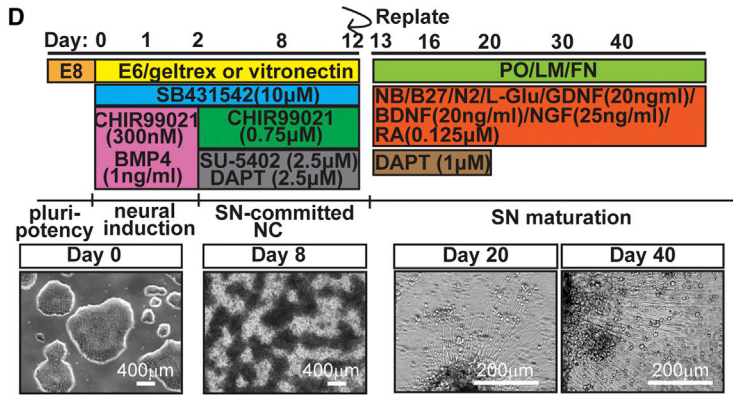 D
Replate
Day: 0 1 2 8 12 13 16 20 30 40
E8
E6/geltrex or vitronectin
PO/LM/FN
SB431542(10µM)
CHIR99021
(300nM)
BMP4
(1ng/ml)
CHIR99021
(0.75µM)
SU-5402 (2.5µM)
DAPT (2.5µM)
NB/B27/N2/L-Glu/GDNF(20ngml)/
BDNF(20ng/ml)/NGF(25ng/ml)/
RA(0.125µM)
DAPT (1µM)
pluri-
potency
neural
induction
SN-committed
NC
SN maturation
Day 0
Day 8
Day 20
Day 40
400µm
400µm
200µm
200µm